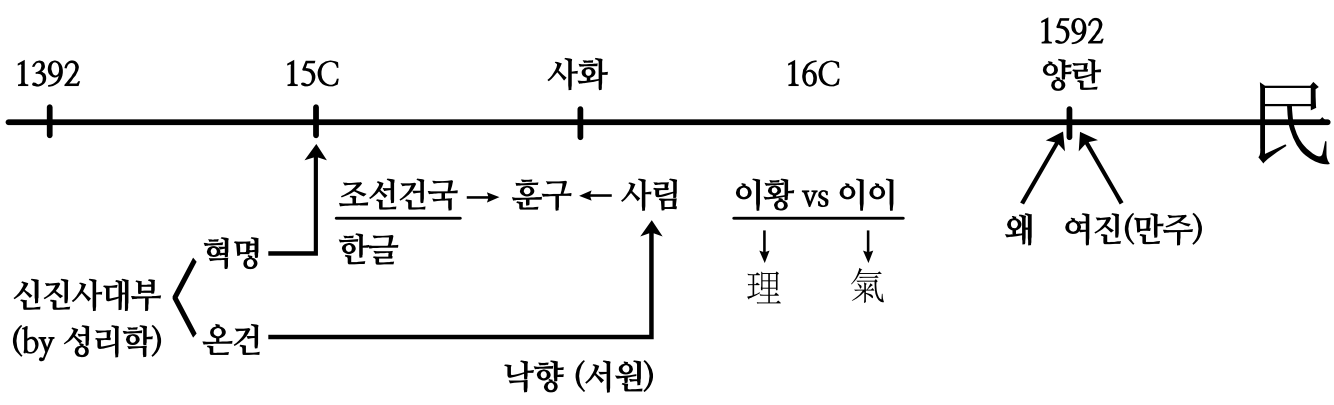 1592
1392 15C 사화 16C 양란
民
조선건국 훈구 사림 이황 vs 이이
한글
혁명
왜 여진(만주)
理 氣
신진사대부
(by 성리학)
온건
낙향 (서원)